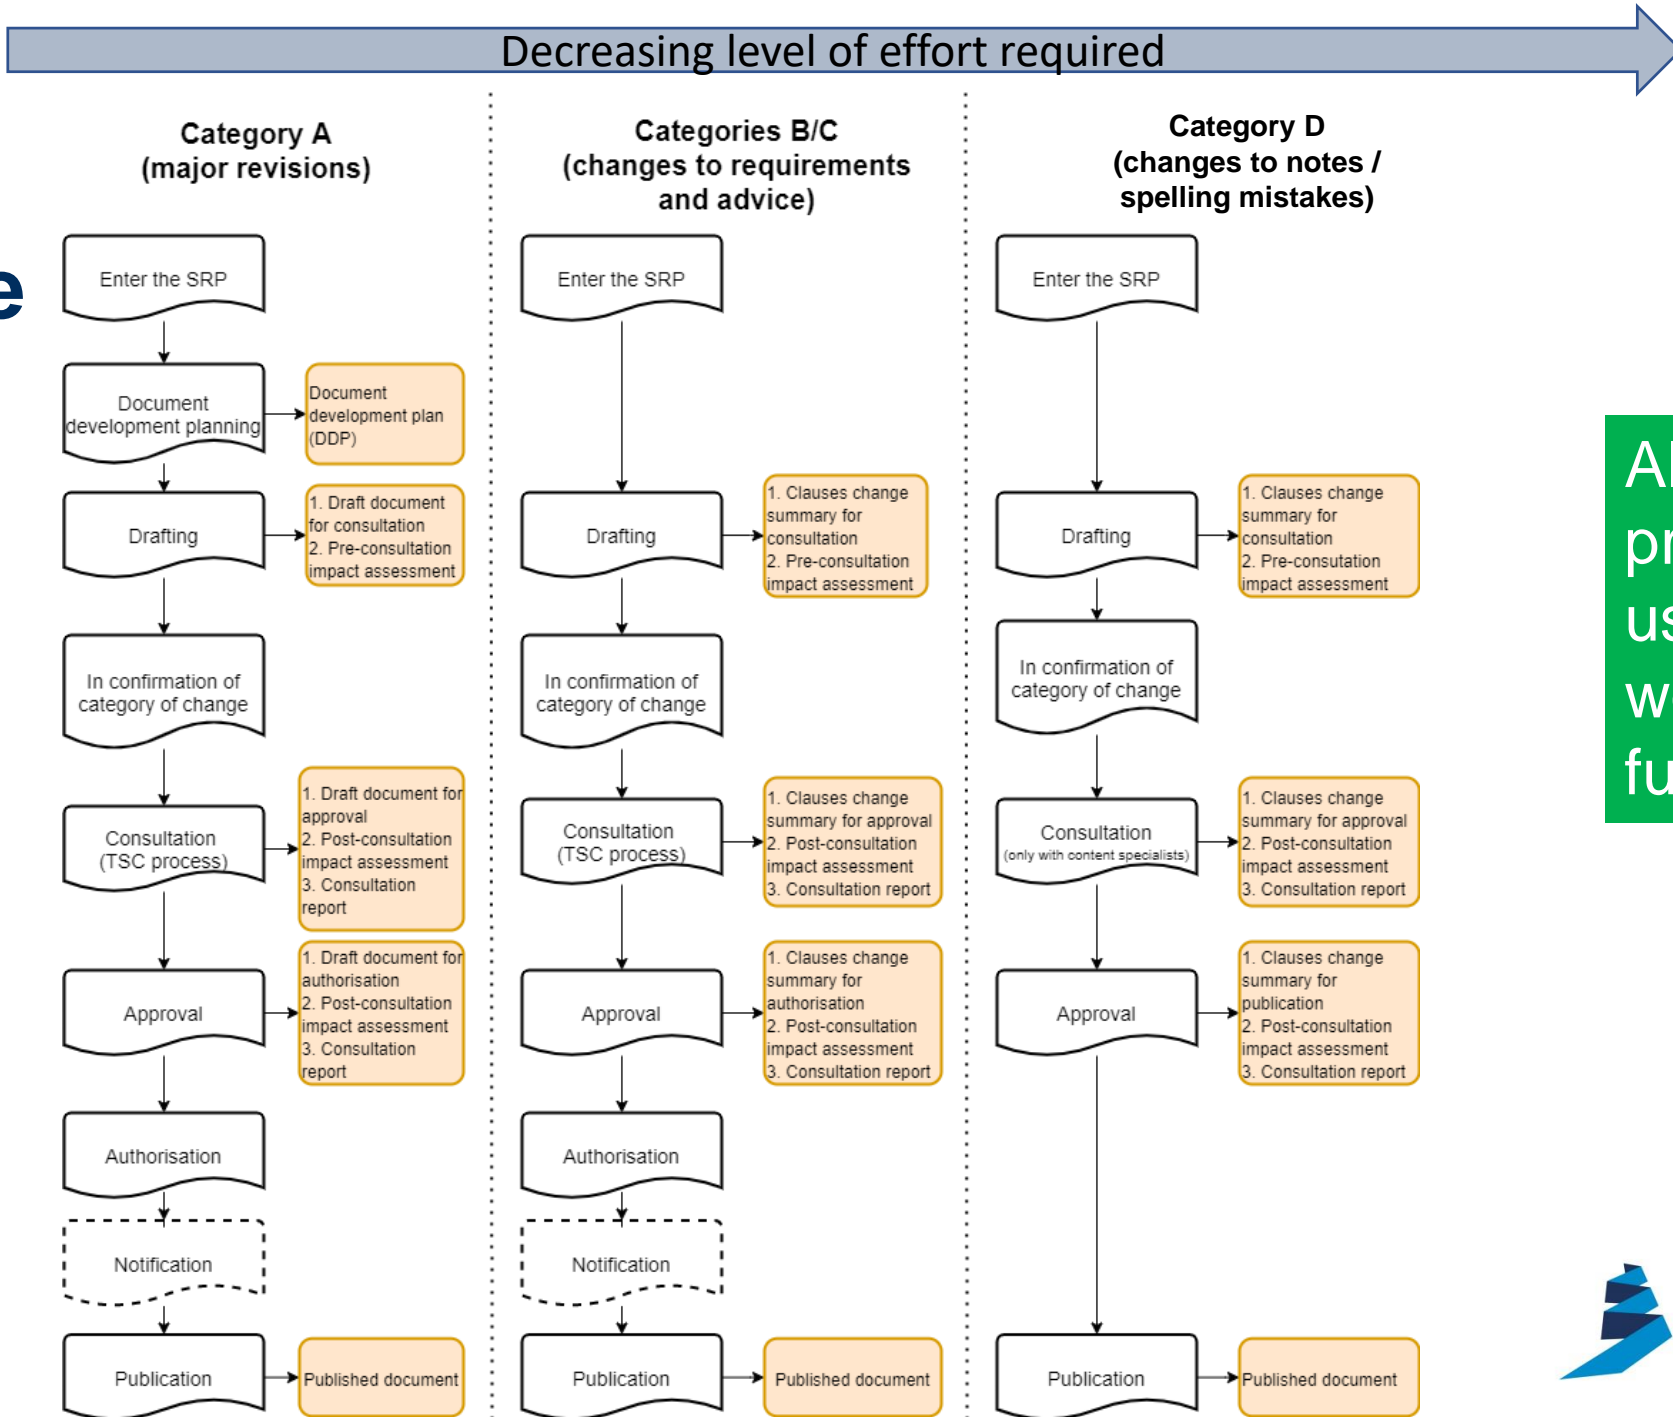 Decreasing level of effort required
Category A
(major revisions)
Enter the SRP
Document
development planning
Document
development plan
(DDP)
Drafting
1. Draft document
for consultation
2. Pre-consultation
impact assessment
In confirmation of
category of change
Consultation
(TSC process)
1. Draft document for
approval
2. Post-consultation
impact assessment
3. Consultation
report
Approval
1. Draft document for
authorisation
2. Post-consultation
impact assessment
3. Consultation
report
Authorisation
Notification
Publication
Published document
Categories B/C
(changes to requirements
and advice)
Enter the SRP
Drafting
1. Clauses change
summary for
consultation
2. Pre-consultation
impact assessment
In confirmation of
category of change
Consultation
(TSC process)
1. Clauses change
summary for approval
2. Post-consultation
impact assessment
3. Consultation report
Approval
1. Clauses change
summary for
authorisation
2. Post-consultation
impact assessment
3. Consultation report
Authorisation
Notification
Publication
Published document
Category D
(changes to notes /
spelling mistakes)
Enter the SRP
Drafting
1. Clauses change
summary for
consultation
2. Pre-consutation
impact assessment
In confirmation of
category of change
Consultation
(only with content specialists)
1. Clauses change
summary for approval
2. Post-consultation
impact assessment
3. Consultation report
Approval
1. Clauses change
summary for
publication
2. Post-consultation
impact assessment
3. Consultation report
Publication
Published document